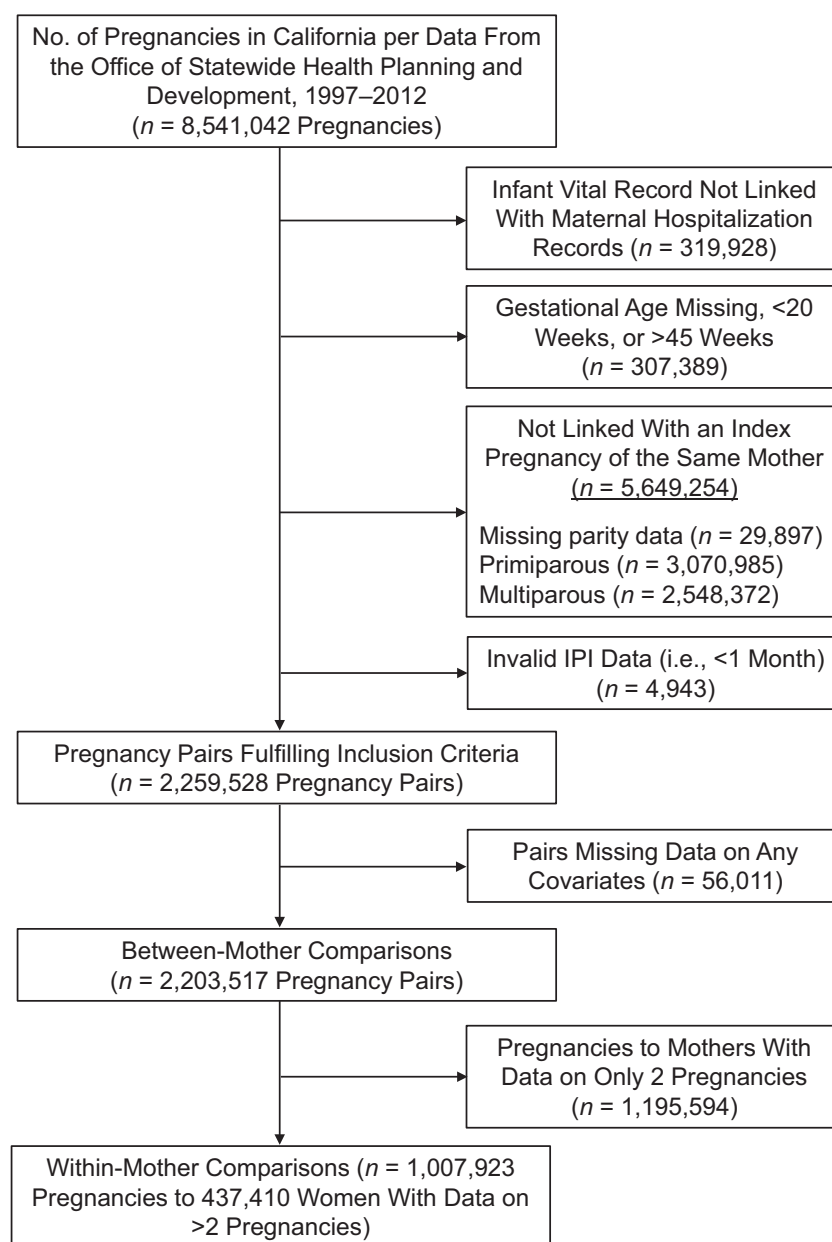 No. of Pregnancies in California per Data From
the Office of Statewide Health Planning and
Development, 1997–2012
(n = 8,541,042 Pregnancies)
Infant Vital Record Not Linked
With Maternal Hospitalization
Records (n = 319,928)
Gestational Age Missing, <20
Weeks, or >45 Weeks
(n = 307,389)
Not Linked With an Index
Pregnancy of the Same Mother
(n = 5,649,254)
Missing parity data (n = 29,897)
Primiparous (n = 3,070,985)
Multiparous (n = 2,548,372)
Invalid IPI Data (i.e., <1 Month)
(n = 4,943)
Pregnancy Pairs Fulfilling Inclusion Criteria
(n = 2,259,528 Pregnancy Pairs)
Pairs Missing Data on Any
Covariates (n = 56,011)
Between-Mother Comparisons
(n = 2,203,517 Pregnancy Pairs)
Pregnancies to Mothers With
Data on Only 2 Pregnancies
(n = 1,195,594)
Within-Mother Comparisons (n = 1,007,923
Pregnancies to 437,410 Women With Data on
>2 Pregnancies)